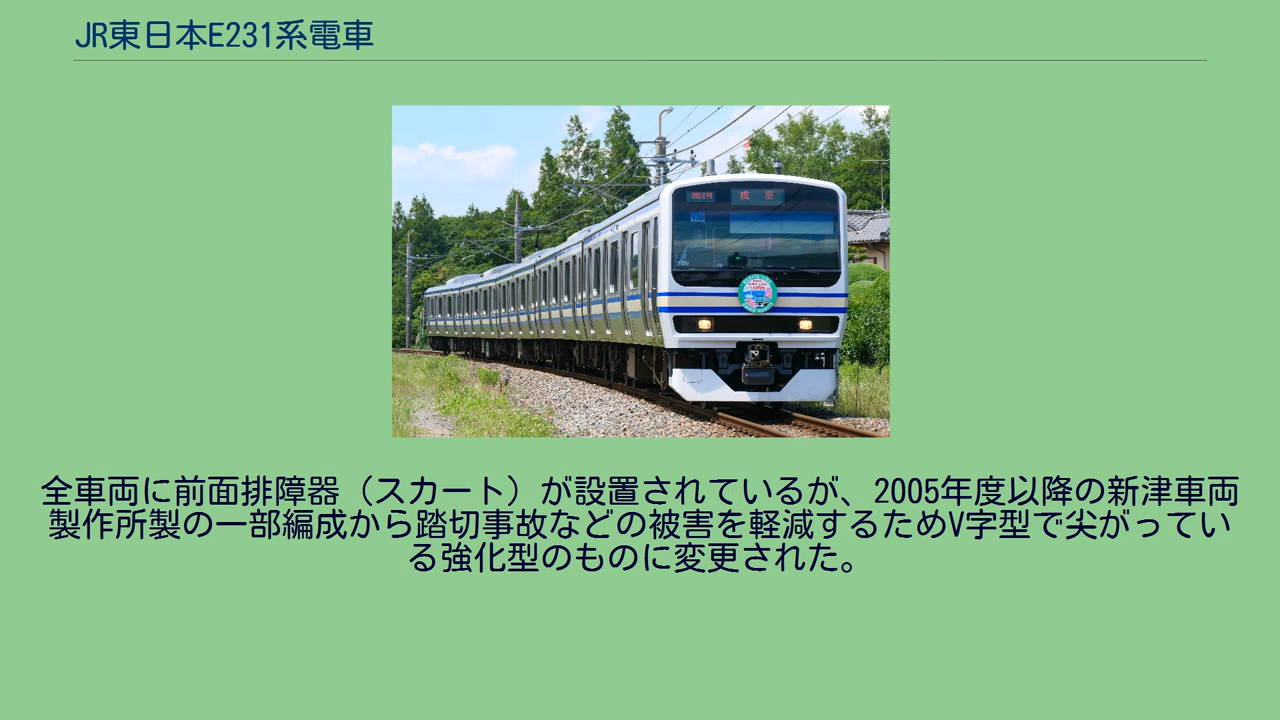 JR東日本E231系電車
成田
全車両に前面排障器（スカート）が設置されているが、2005年度以降の新津車両
製作所製の一部編成から踏切事故などの被害を軽減するためV字型で尖がってい
る強化型のものに変更された。